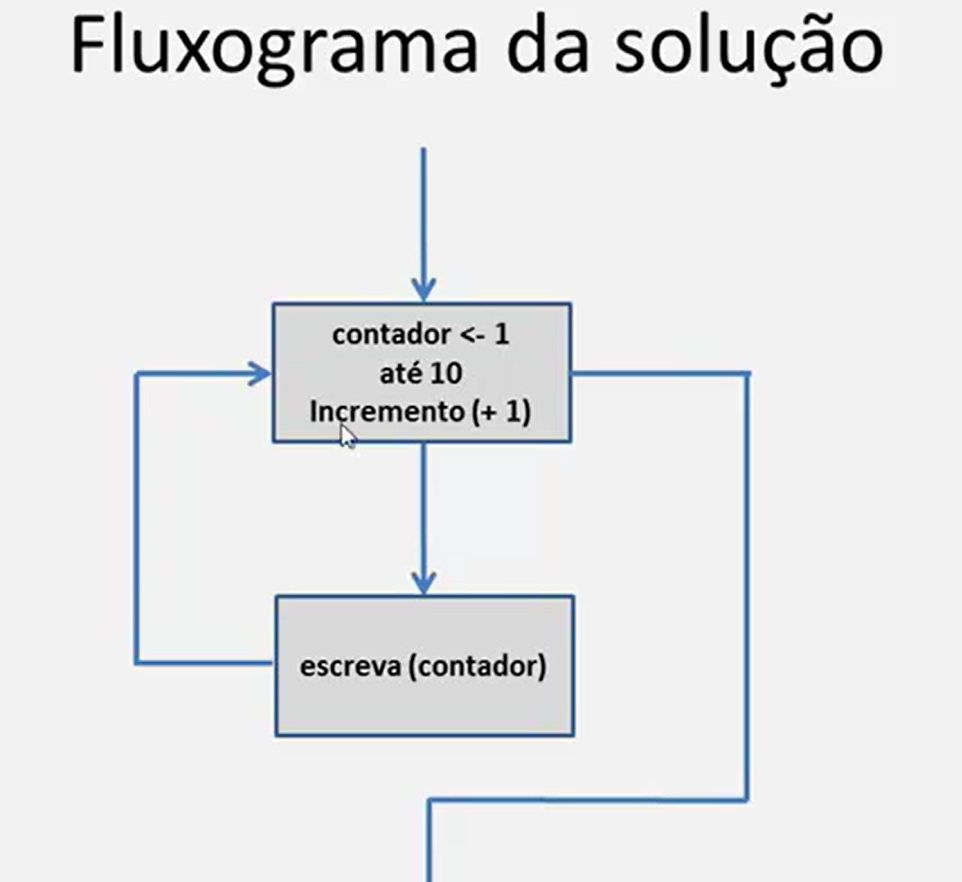 Fluxograma da solução
contador <- 1
até 10
Incremento (+ 1)
escreva (contador)